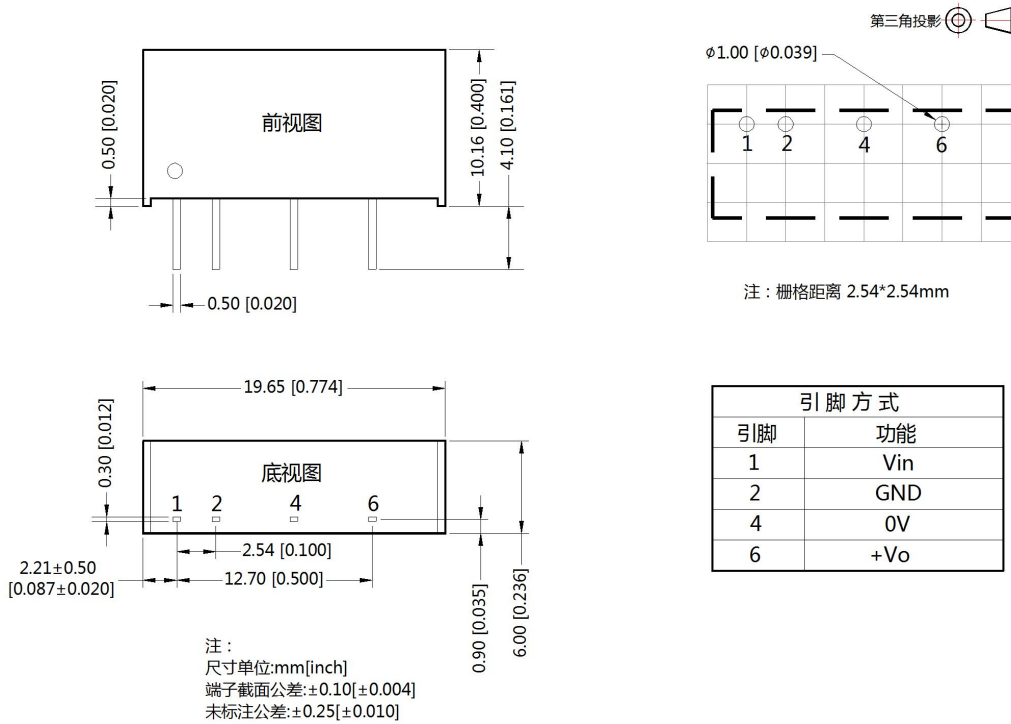 第三角投影
ϕ1.00 [ϕ0.039]
0.50 [0.020]
前视图
10.16 [0.400]
4.10 [0.161]
1 2 4 6
0.50 [0.020]
注：栅格距离 2.54*2.54mm
19.65 [0.774]
0.30 [0.012]
底视图
1 2 4 6
2.54 [0.100]
12.70 [0.500]
2.21±0.50
[0.087±0.020]
0.90 [0.035]
6.00 [0.236]
引脚方式
引脚 功能
1 Vin
2 GND
4 0V
6 +Vo
注：
尺寸单位:mm[inch]
端子截面公差:±0.10[±0.004]
未标注公差:±0.25[±0.010]